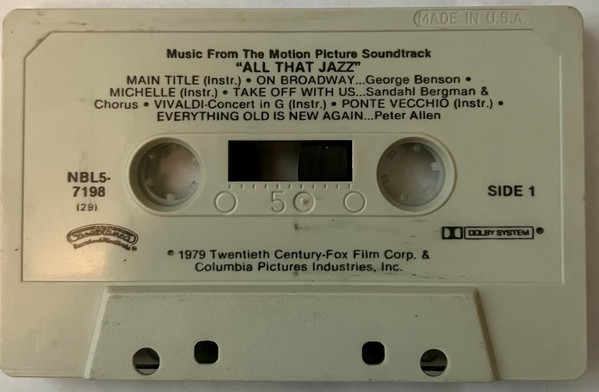 MADE IN U.S.A.
Music From The Motion Picture Soundtrack
"ALL THAT JAZZ"
MAIN TITLE (Instr.) • ON BROADWAY...George Benson •
MICHELLE (Instr.) • TAKE OFF WITH US...Sandahl Bergman &
Chorus • VIVALDI-Concert in G (Instr.) • PONTE VECCHIO (Instr.) •
EVERYTHING OLD IS NEW AGAIN...Peter Allen
NBL5-
7198
(29)
SIDE 1
50
Casablanca
DOLBY SYSTEM ®
℗ 1979 Twentieth Century-Fox Film Corp. &
Columbia Pictures Industries, Inc.